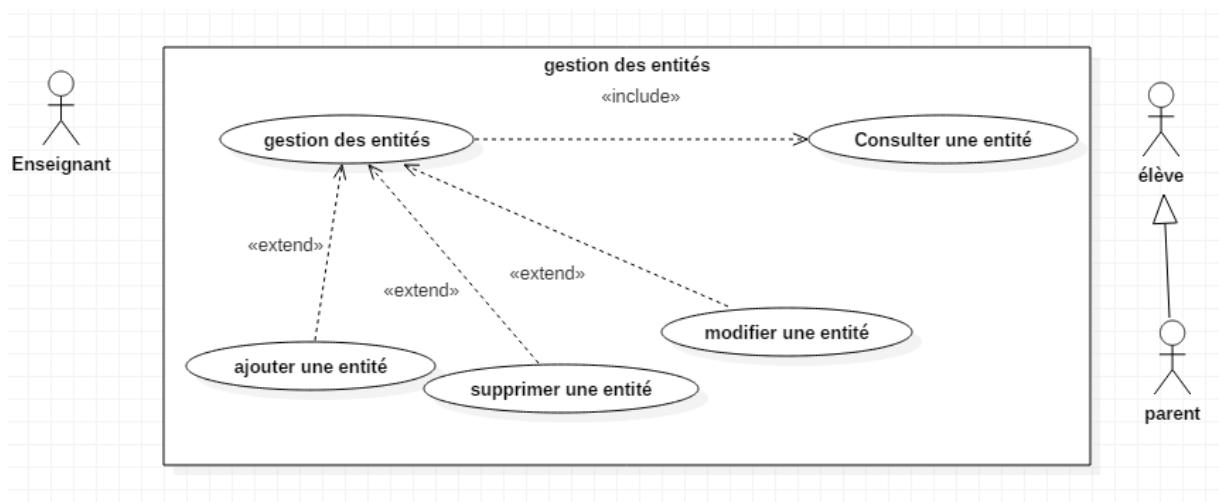 gestion des entités
«include»
gestion des entités
Consulter une entité
Enseignant
élève
«extend»
«extend»
«extend»
modifier une entité
ajouter une entité
supprimer une entité
parent